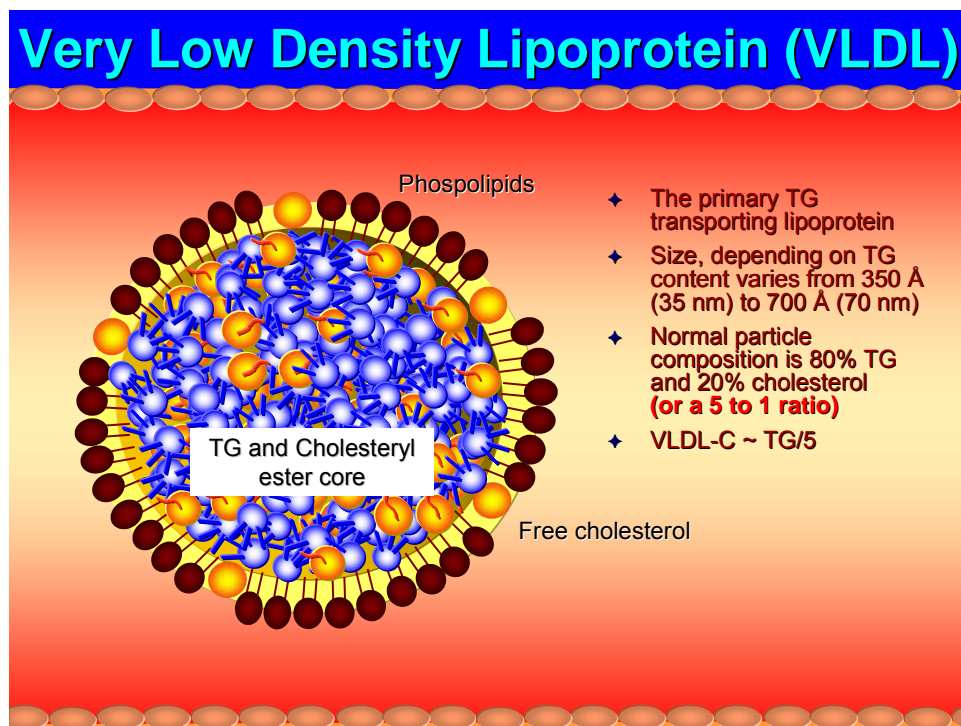 Very Low Density Lipoprotein (VLDL)
Phospolipids
TG and Cholesteryl
ester core
Free cholesterol
✦ The primary TG
transporting lipoprotein
✦ Size, depending on TG
content varies from 350 Å
(35 nm) to 700 Å (70 nm)
✦ Normal particle
composition is 80% TG
and 20% cholesterol
(or a 5 to 1 ratio)
✦ VLDL-C ~ TG/5